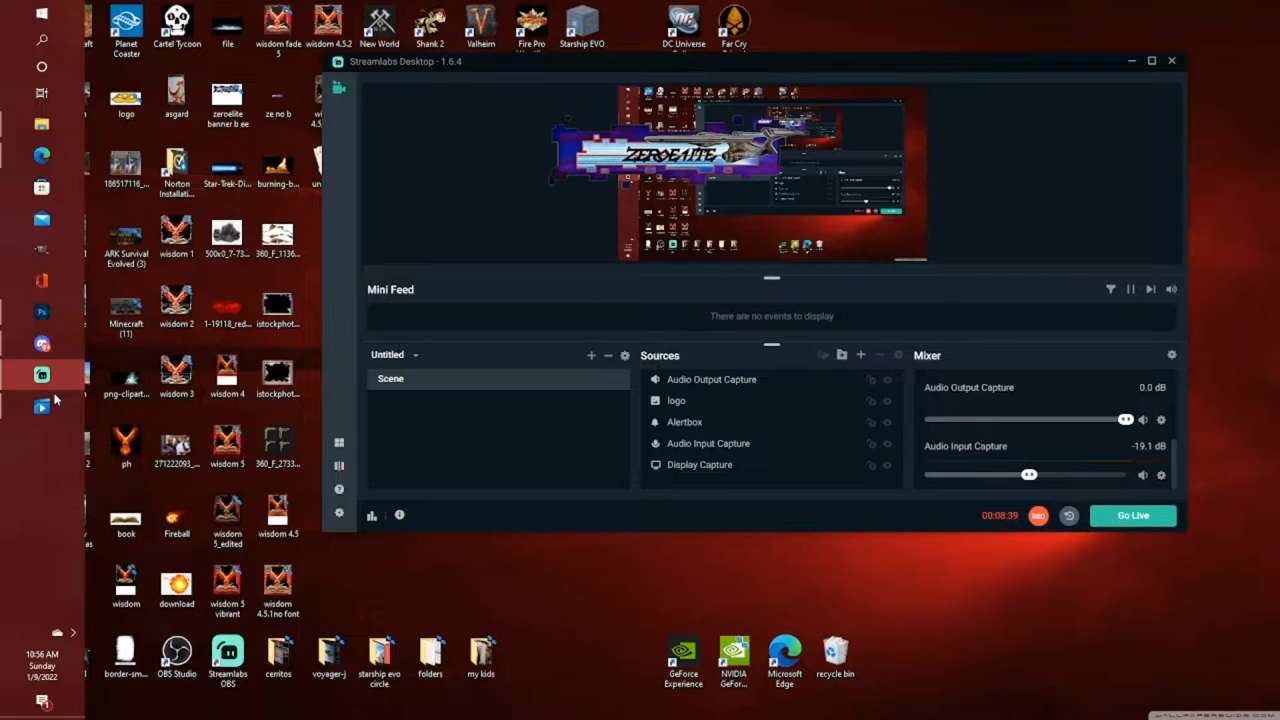 Planet
Coaster
Cartel Tycoon
file
wisdom fade
5
wisdom 4.5.2
New World
Shank 2
Valheim
Fire Pro
Starship EVO
DC Universe
Far Cry
Streamlabs Desktop - 1.6.4
logo
asgard
zeroelite
banner b ee
ze no b
ZEROELITE
186517116_...
Norton
Installati...
Star-Trek-Di...
burning-b...
ARK Survival
Evolved (3)
wisdom 1
500x0_7-73...
360_F_1136...
Mini Feed
There are no events to display
Minecraft
(11)
wisdom 2
1-19118_red...
istockphot...
Untitled
Sources
Mixer
Scene
Audio Output Capture
logo
Alertbox
Audio Input Capture
Display Capture
Audio Output Capture
0.0 dB
Audio Input Capture
-19.1 dB
png-clipart...
wisdom 3
wisdom 4
istockphot...
ph
271222093_...
wisdom 5
360_F_2733...
00:08:39
REC
Go Live
book
Fireball
wisdom
5_edited
wisdom 4.5
wisdom
download
wisdom 5
vibrant
wisdom
4.5.1no font
10:56 AM
Sunday
1/9/2022
1
border-sm...
OBS Studio
Streamlabs
OBS
cerritos
voyager-j
starship evo
circle
folders
my kids
GeForce
Experience
NVIDIA
GeFor...
Microsoft
Edge
recycle bin